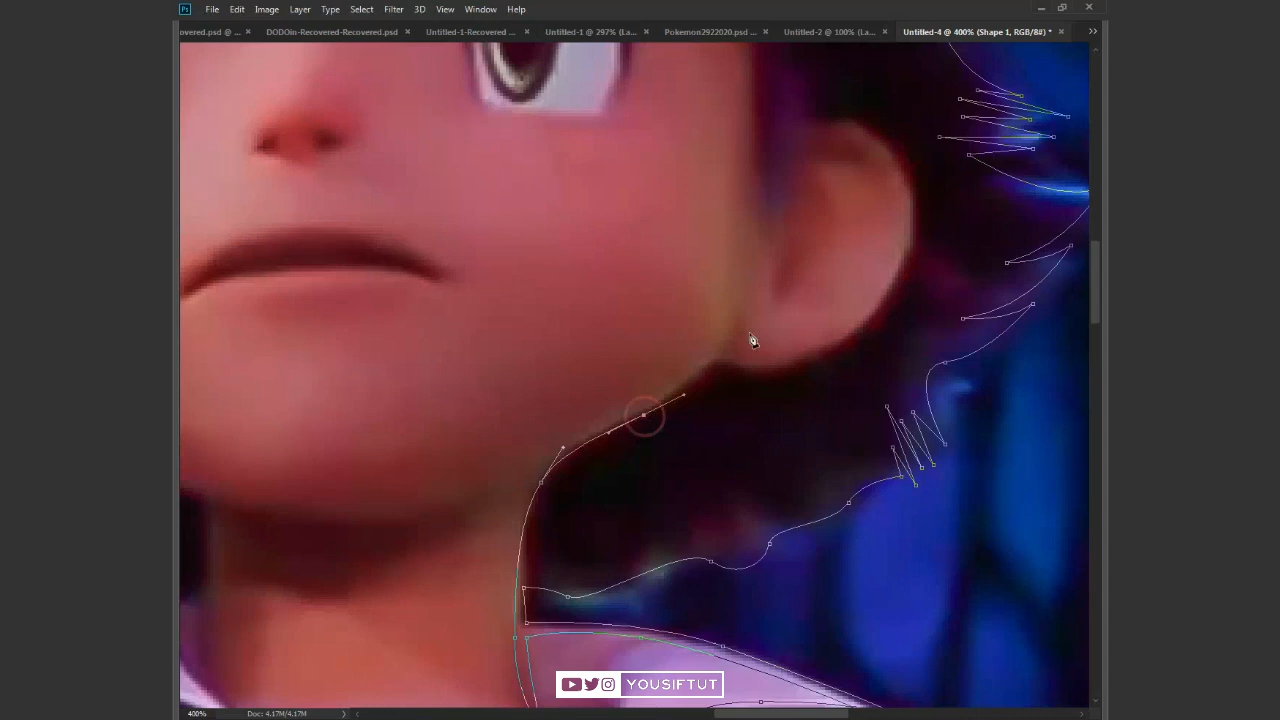 Ps File Edit Image Layer Type Select Filter 3D View Window Help
overed.psd @ ... × DODOin-Recovered-Recovered.psd × Untitled-1-Recovered ... × Untitled-1 @ 297% (La... × Pokemon2922020.psd ... × Untitled-2 @ 100% (La... × Untitled-4 @ 400% (Shape 1, RGB/8#) * ×
YOUSIFTUT
400% Doc: 4.17M/4.17M